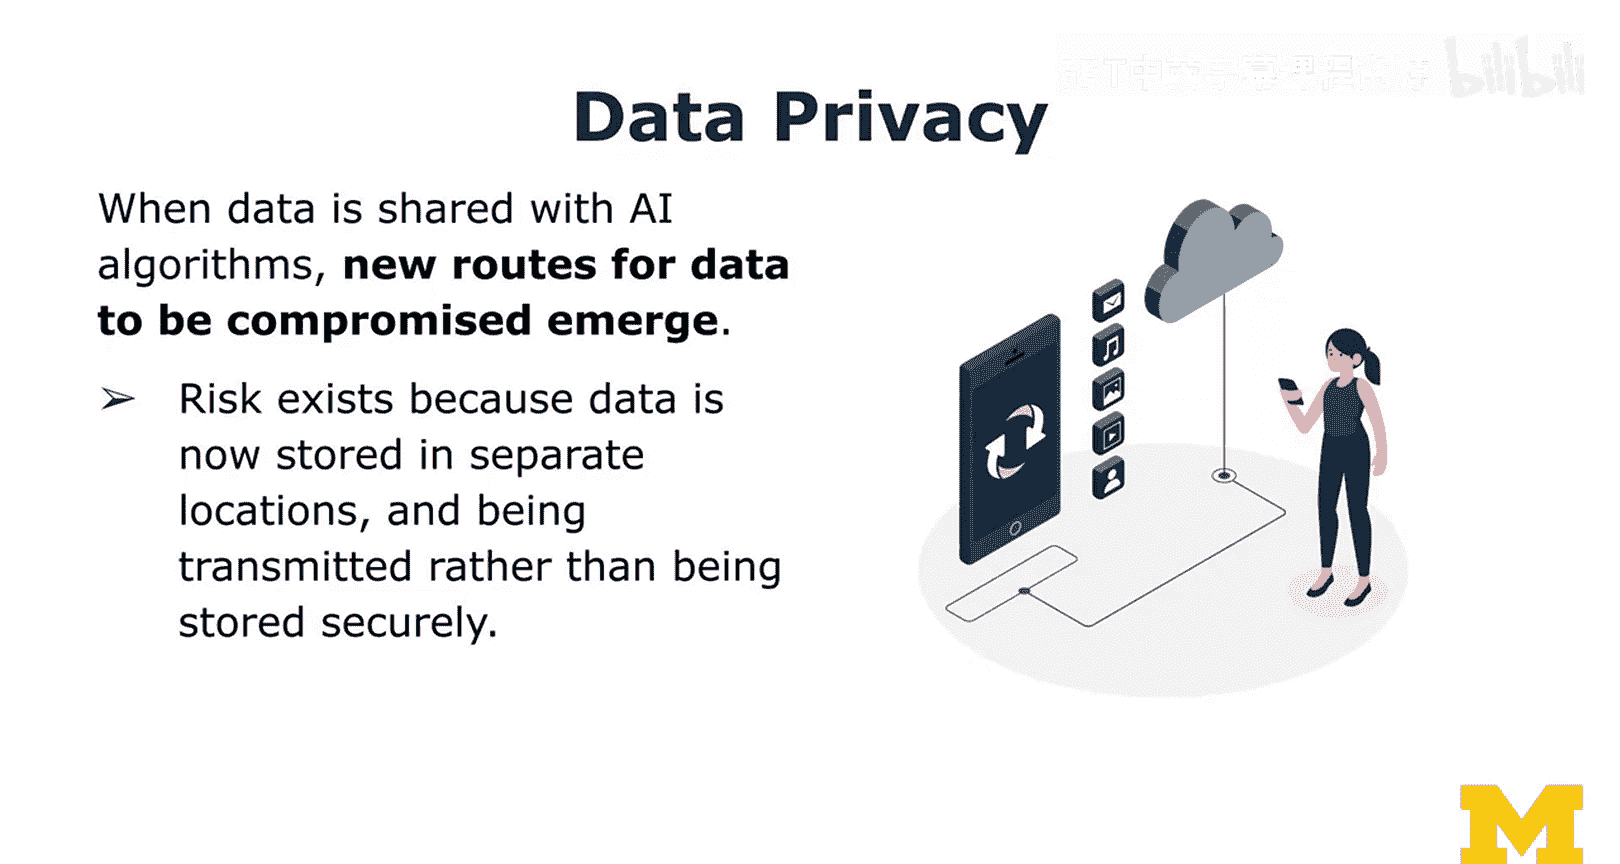 bilibili
Data Privacy
When data is shared with AI
algorithms, new routes for data
to be compromised emerge.
➢ Risk exists because data is
now stored in separate
locations, and being
transmitted rather than being
stored securely.
M